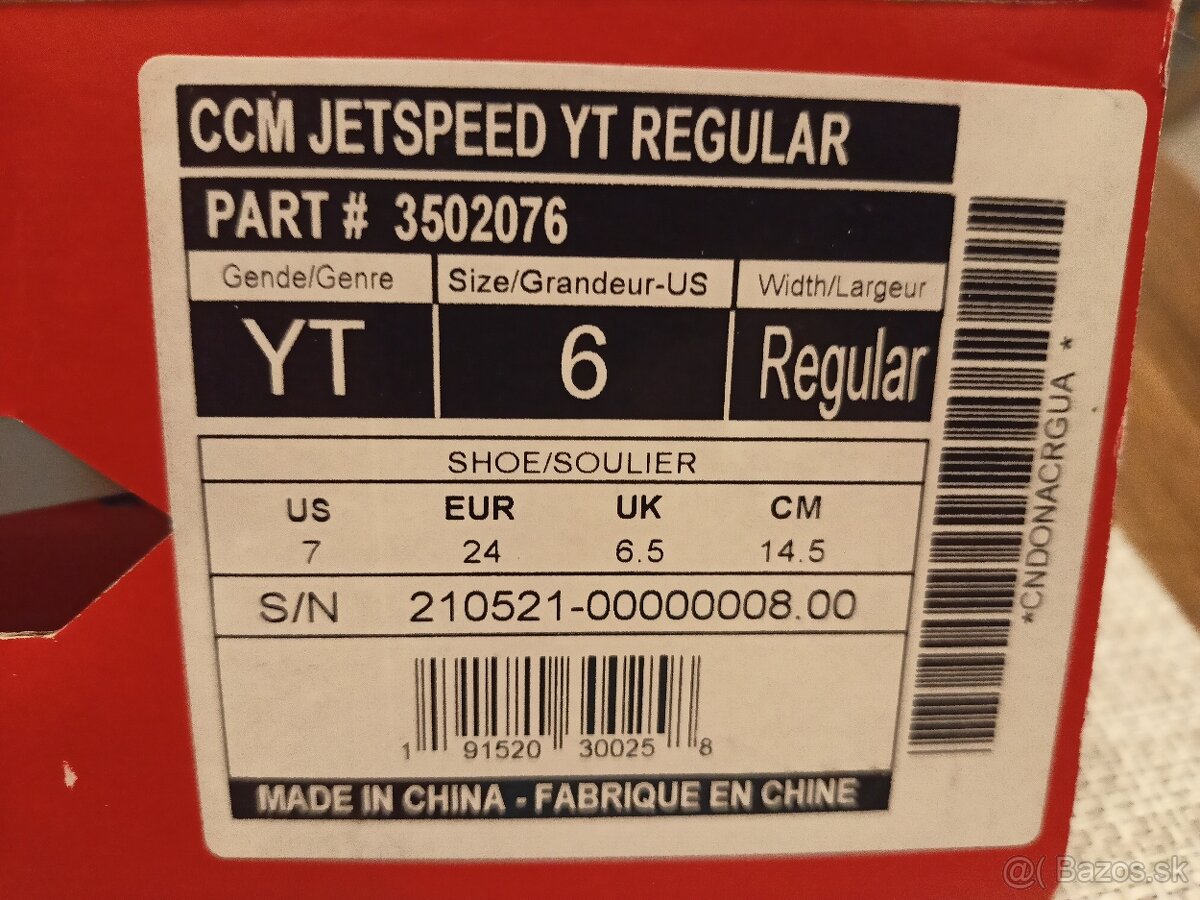 CCM JETSPEED YT REGULAR
PART # 3502076
Gende/Genre Size/Grandeur-US Width/Largeur
YT 6 Regular
SHOE/SOULIER
US EUR UK CM
7 24 6.5 14.5
S/N 210521-00000008.00
1 91520 30025 8
MADE IN CHINA - FABRIQUE EN CHINE
*CNDONACRGUA *
@( Bazos.sk